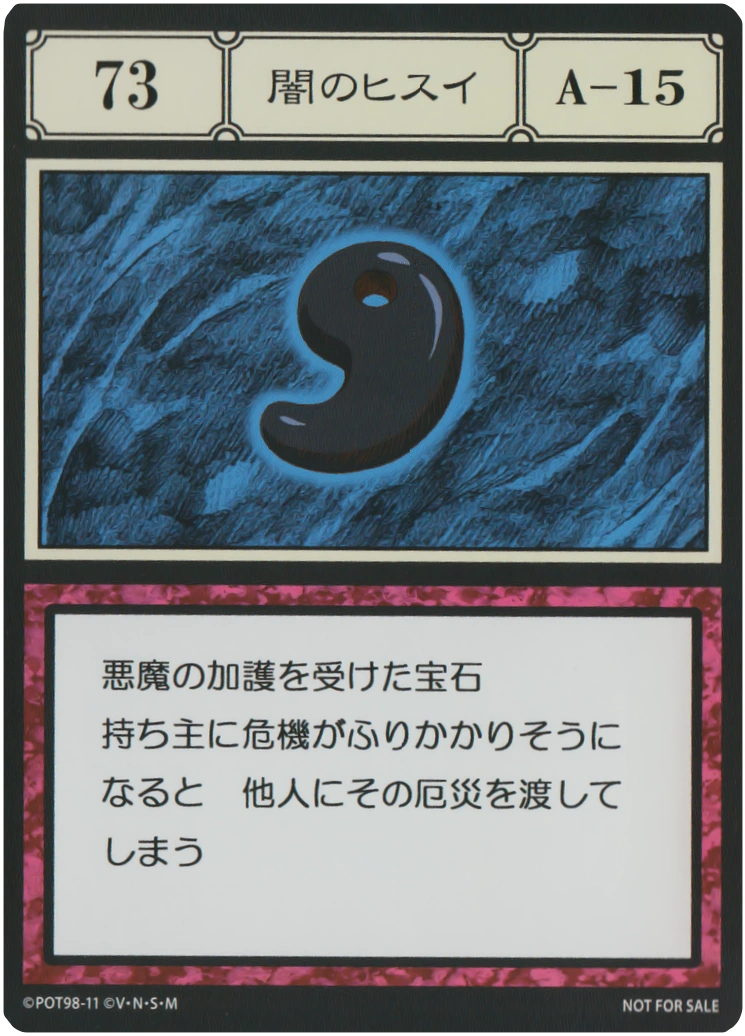 73
闇のヒスイ
A-15
悪魔の加護を受けた宝石
持ち主に危機がふりかかりそうに
なると　他人にその厄災を渡して
しまう
©POT98-11 ©V・N・S・M
NOT FOR SALE